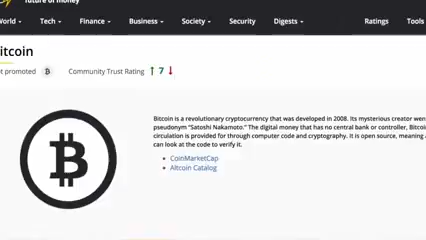 future of money
World Tech Finance Business Society Security Digests Ratings Tools
itcoin
t promoted Community Trust Rating 7
Bitcoin is a revolutionary cryptocurrency that was developed in 2008. Its mysterious creator wen
pseudonym "Satoshi Nakamoto." The digital money that has no central bank or controller, Bitcoi
circulation is provided for through computer code and cryptography. It is open source, meaning a
can look at the code to verify it.
CoinMarketCap
Altcoin Catalog